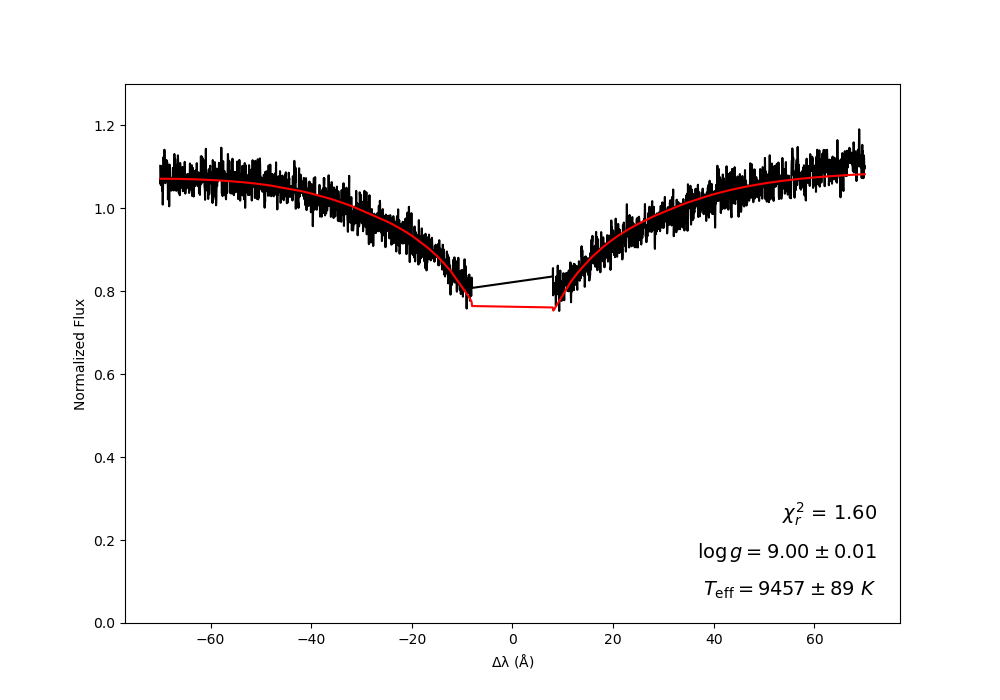 1.2
1.0
0.8
0.6
0.4
0.2
0.0
Normalized Flux
χ²ᵣ = 1.60
log g = 9.00 ± 0.01
T_eff = 9457 ± 89 K
−60 −40 −20 0 20 40 60
Δλ (Å)